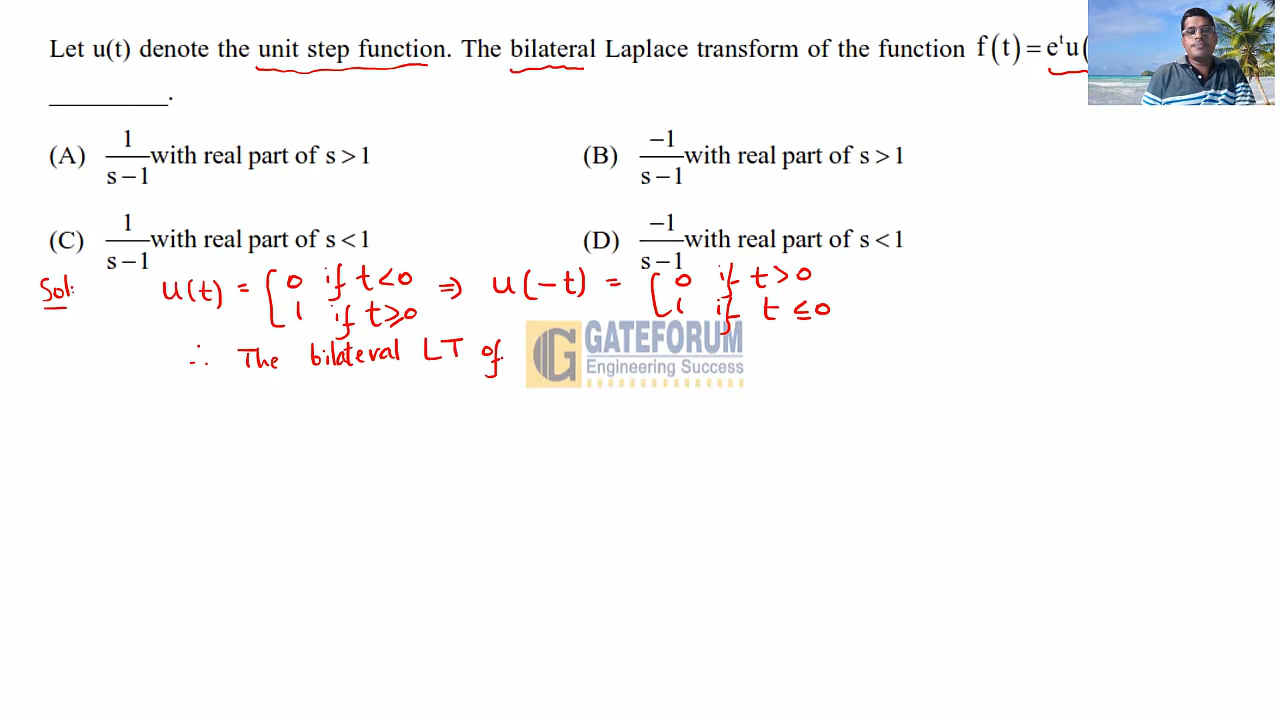 Let u(t) denote the unit step function. The bilateral Laplace transform of the function f(t) = eᵗu(
________.
(A) 1/(s−1) with real part of s > 1
(B) −1/(s−1) with real part of s > 1
(C) 1/(s−1) with real part of s < 1
(D) −1/(s−1) with real part of s < 1
Sol: u(t) = [ 0 if t<0 ⇒ u(−t) = [ 0 if t>0
1 if t≥0 1 if t ≤0
∴ The bilateral LT of
GATEFORUM
Engineering Success